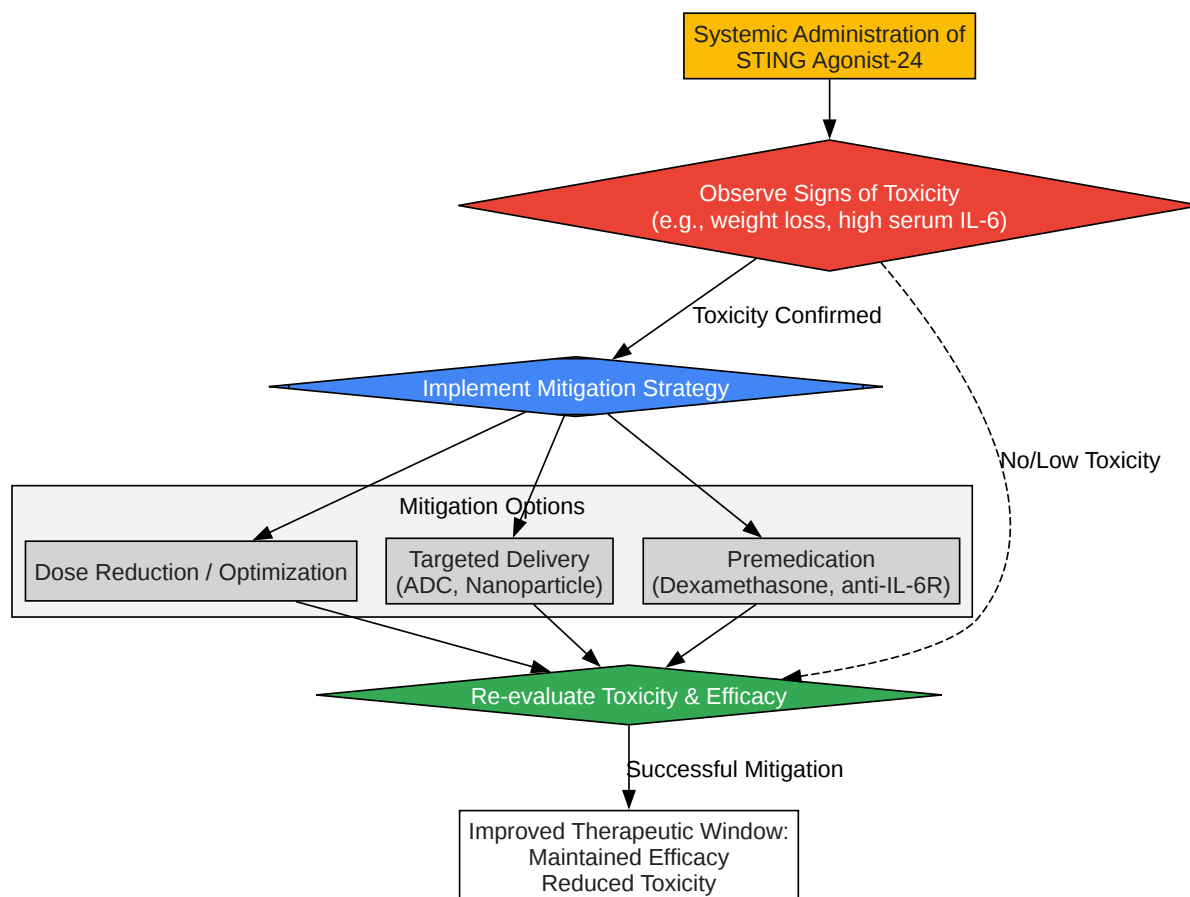 Systemic Administration of
STING Agonist-24
Observe Signs of Toxicity
(e.g., weight loss, high serum IL-6)
Toxicity Confirmed
Implement Mitigation Strategy
No/Low Toxicity
Mitigation Options
Dose Reduction / Optimization
Targeted Delivery
(ADC, Nanoparticle)
Premedication
(Dexamethasone, anti-IL-6R)
Re-evaluate Toxicity & Efficacy
Successful Mitigation
Improved Therapeutic Window:
Maintained Efficacy
Reduced Toxicity